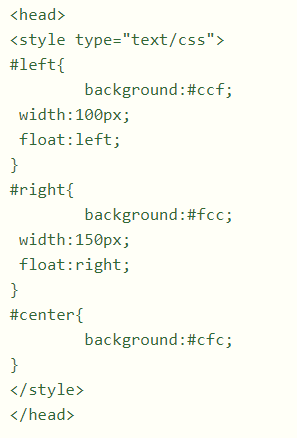 <head>
<style type="text/css">
#left{
        background:#ccf;
 width:100px;
 float:left;
}
#right{
        background:#fcc;
 width:150px;
 float:right;
}
#center{
        background:#cfc;
}
</style>
</head>